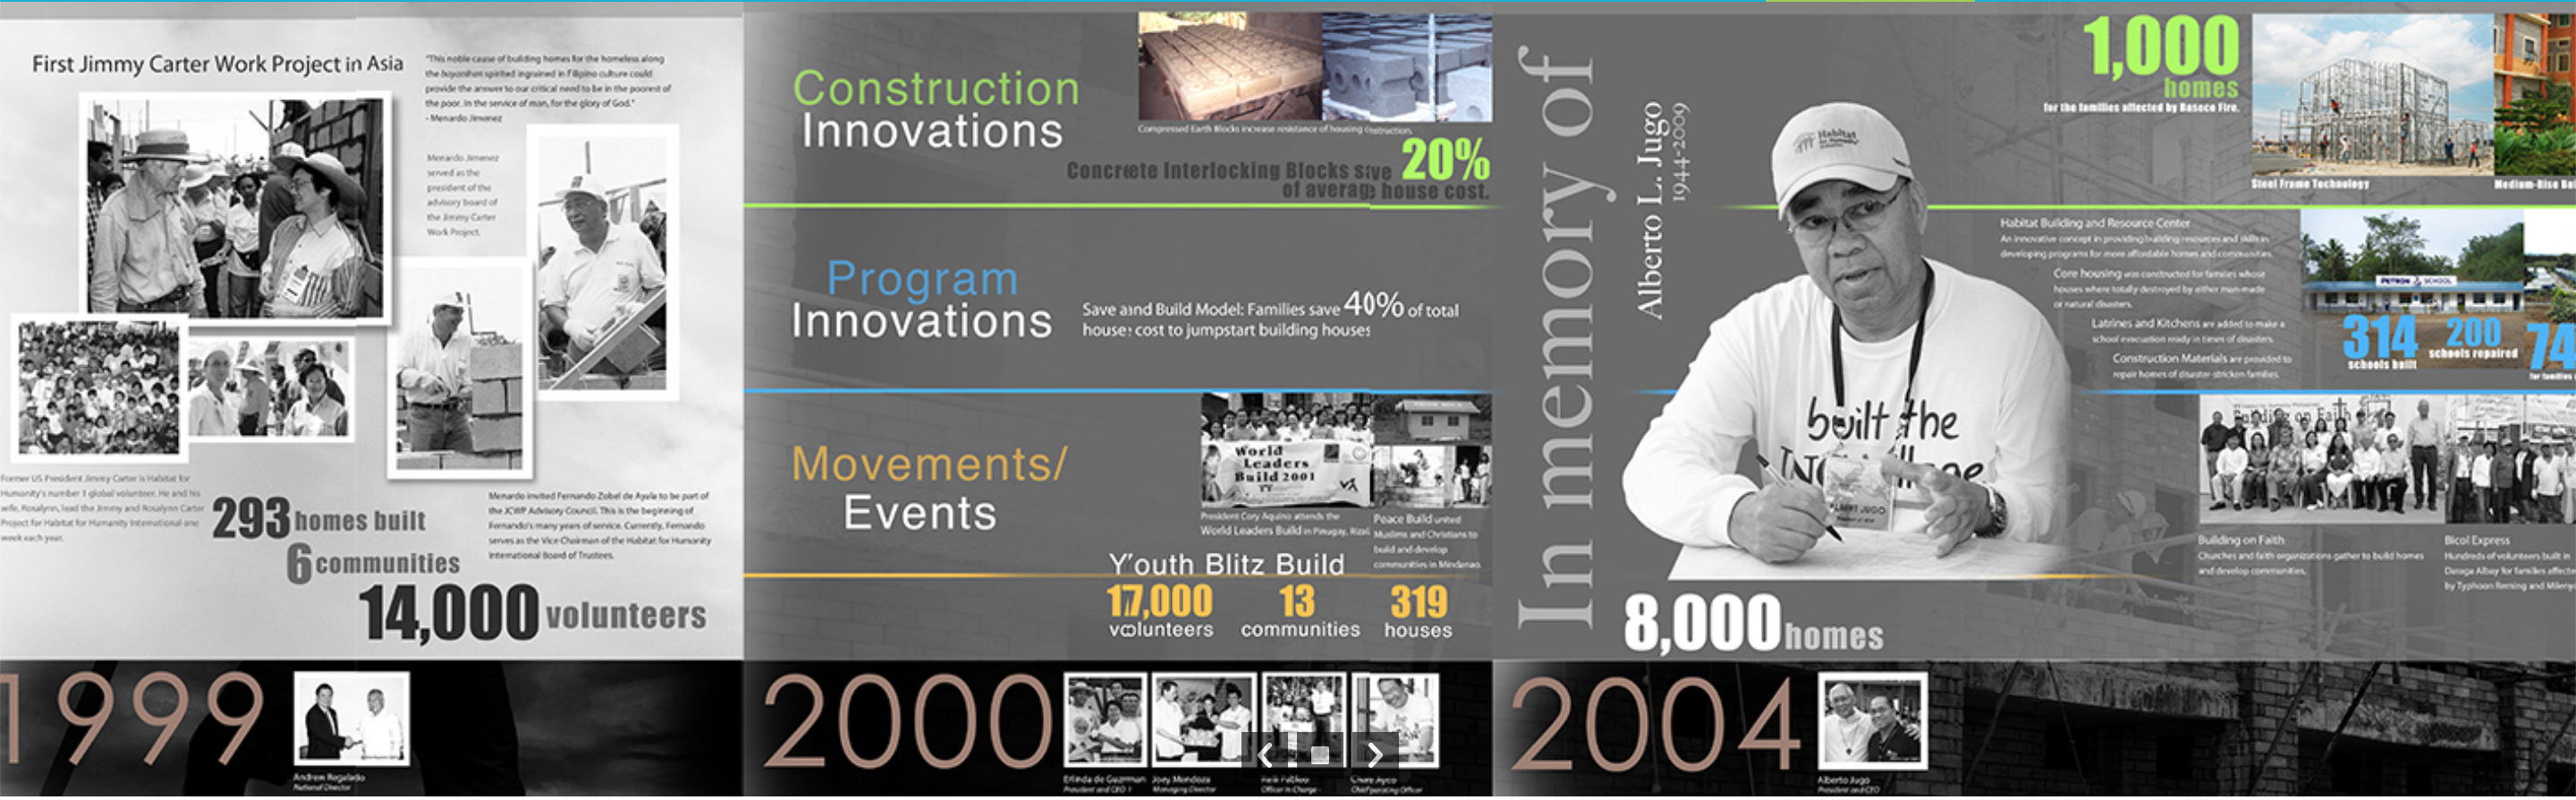 First Jimmy Carter Work Project in Asia
"This noble cause of building homes for the homeless along
the bayanihan spirited ingrained in Filipino culture could
provide the answer to our critical need to be in the poorest of
the poor. In the service of man, for the glory of God."
- Menardo Jimenez
Menardo Jimenez
served as the
president of the
advisory board of
the Jimmy Carter
Work Project.
Former US President Jimmy Carter is Habitat for
Humanity's number 1 global volunteer. He and his
wife, Rosalynn, lead the Jimmy and Rosalynn Carter
Project for Habitat for Humanity International one
week each year.
293 homes built
6 communities
14,000 volunteers
Menardo invited Fernando Zobel de Ayala to be part of
the JCWP Advisory Council. This is the beginning of
Fernando's many years of service. Currently, Fernando
serves as the Vice-Chairman of the Habitat for Humanity
International Board of Trustees.
1999
Andrew Regalado
National Director
Construction
Innovations
Compressed Earth Blocks increase resistance of housing
Concrete Interlocking Blocks save 20%
of average house cost.
Program
Innovations
Save and Build Model: Families save 40% of total
house cost to jumpstart building houses
Movements/
Events
World
Leaders
Build 2001
President Cory Aquino attends the
World Leaders Build in Pinugay, Rizal
Peace Build united
Muslims and Christians to
build and develop
communities in Mindanao.
Youth Blitz Build
17,000 13 319
volunteers communities houses
2000
Erlinda de Guzman
President and CEO
Joey Mendoza
Managing Director
Officer in Charge
In memory of
Alberto L. Jugo
1944-2009
Habitat
for Humanity
built the
ALBERT JUGO
8,000 homes
2004
Alberto Jugo
President and CEO
1,000
homes
for the families affected by Baseco Fire.
Steel Frame Technology
Medium-Rise
Habitat Building and Resource Center
An innovative concept in providing building resources and skills in
developing programs for more affordable homes and communities.
Core housing was constructed for families whose
houses where totally destroyed by either man-made
or natural disasters.
Latrines and Kitchens are added to make a
school evacuation ready in times of disasters.
Construction Materials are provided to
repair homes of disaster-stricken families.
PETRON SCHOOL
314
schools built
200
schools repaired
74
for families
Building on Faith
Building on Faith
Churches and faith organizations gather to build homes
and develop communities.
Bicol Express
Hundreds of volunteers built in
Daraga Albay for families
by Typhoon Reming and